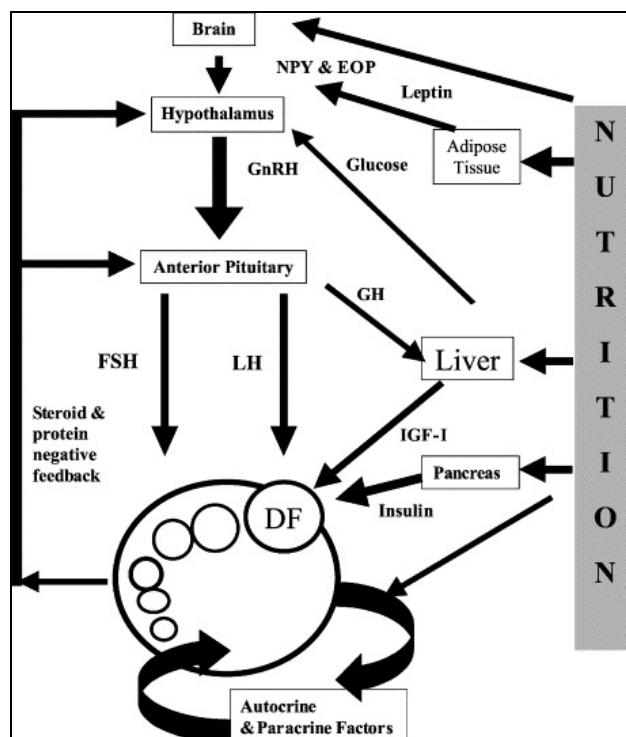 Brain
NPY & EOP
Leptin
Hypothalamus
Adipose
Tissue
GnRH
Glucose
Anterior Pituitary
GH
FSH
LH
Liver
Steroid &
protein
negative
feedback
IGF-I
Pancreas
Insulin
DF
Autocrine
& Paracrine Factors
N
U
T
R
I
T
I
O
N